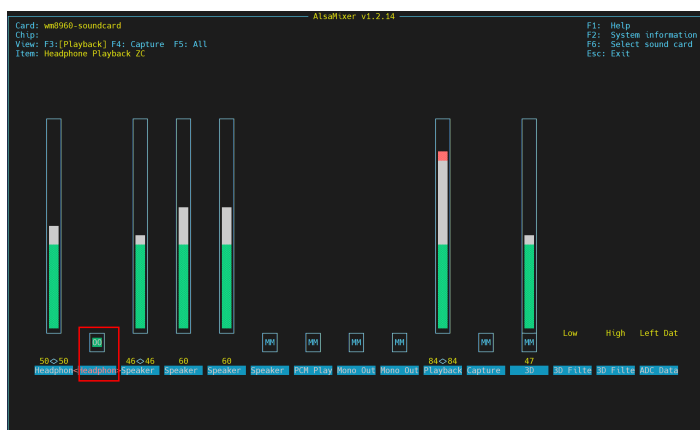 AlsaMixer v1.2.14
Card: wm8960-soundcard
Chip:
View: F3:[Playback] F4: Capture  F5: All
Item: Headphone Playback ZC
F1:  Help
F2:  System information
F6:  Select sound card
Esc: Exit
OO MM MM MM MM MM MM
Low High Left Dat
50<>50 46<>46 60 60 84<>84 47
Headphon <Headphon> Speaker Speaker Speaker Speaker PCM Play Mono Out Mono Out Playback Capture 3D 3D Filte 3D Filte ADC Data